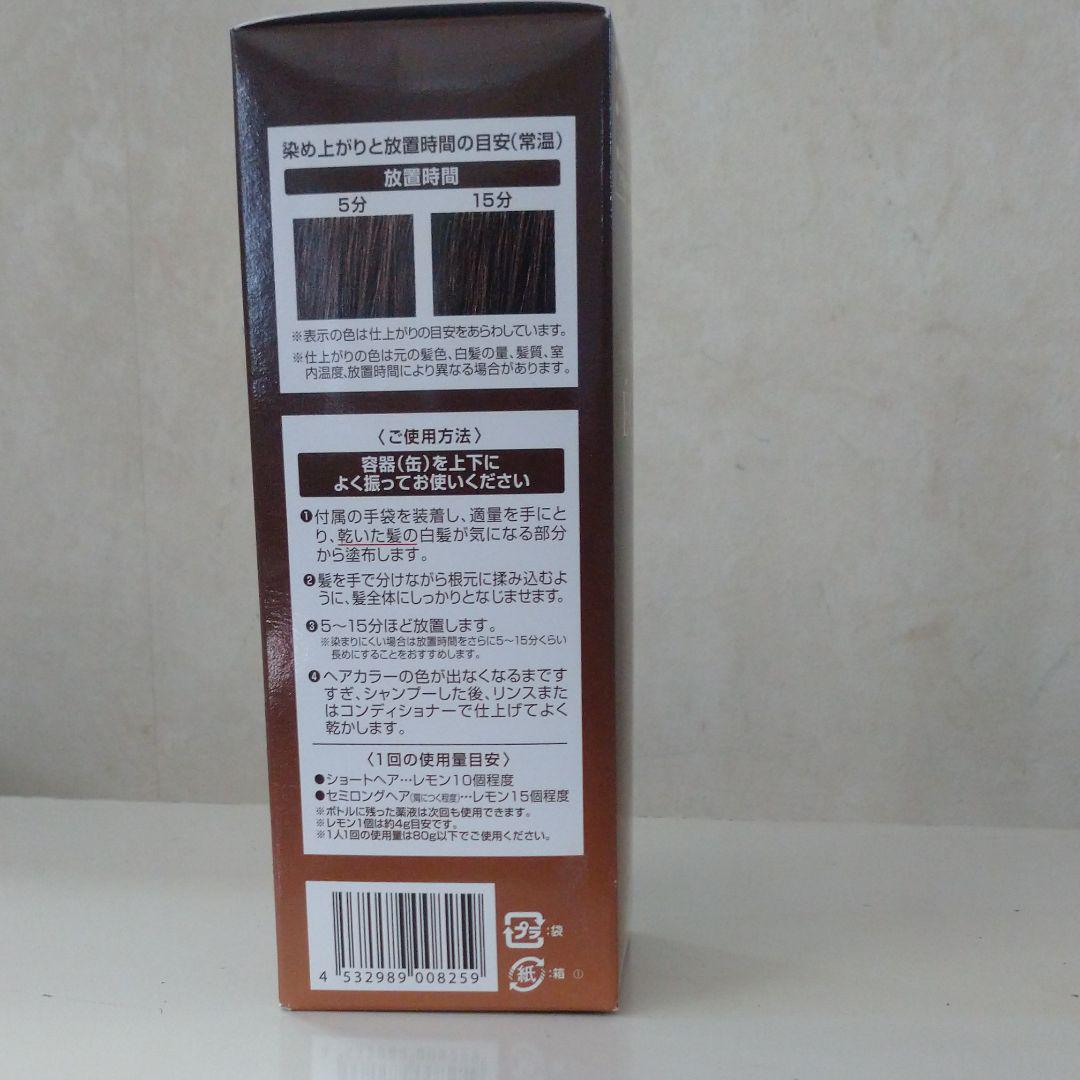 染め上がりと放置時間の目安(常温)
放置時間
5分 15分
※表示の色は仕上がりの目安をあらわしています。
※仕上がりの色は元の髪色、白髪の量、髪質、室
内温度、放置時間により異なる場合があります。
〈ご使用方法〉
容器(缶)を上下に
よく振ってお使いください
❶付属の手袋を装着し、適量を手にと
り、乾いた髪の白髪が気になる部分
から塗布します。
❷髪を手で分けながら根元に揉み込むよ
うに、髪全体にしっかりとなじませます。
❸5〜15分ほど放置します。
※染まりにくい場合は放置時間をさらに5〜15分くらい
長めにすることをおすすめします。
❹ヘアカラーの色が出なくなるまです
すぎ、シャンプーした後、リンスまた
はコンディショナーで仕上げてよく
乾かします。
〈1回の使用量目安〉
●ショートヘア…レモン10個程度
●セミロングヘア(肩につく程度)…レモン15個程度
※ボトルに残った薬液は次回も使用できます。
※レモン1個は約4g目安です。
※1人1回の使用量は80g以下でご使用ください。
4 532989 008259
プラ :袋
紙 :箱 ①